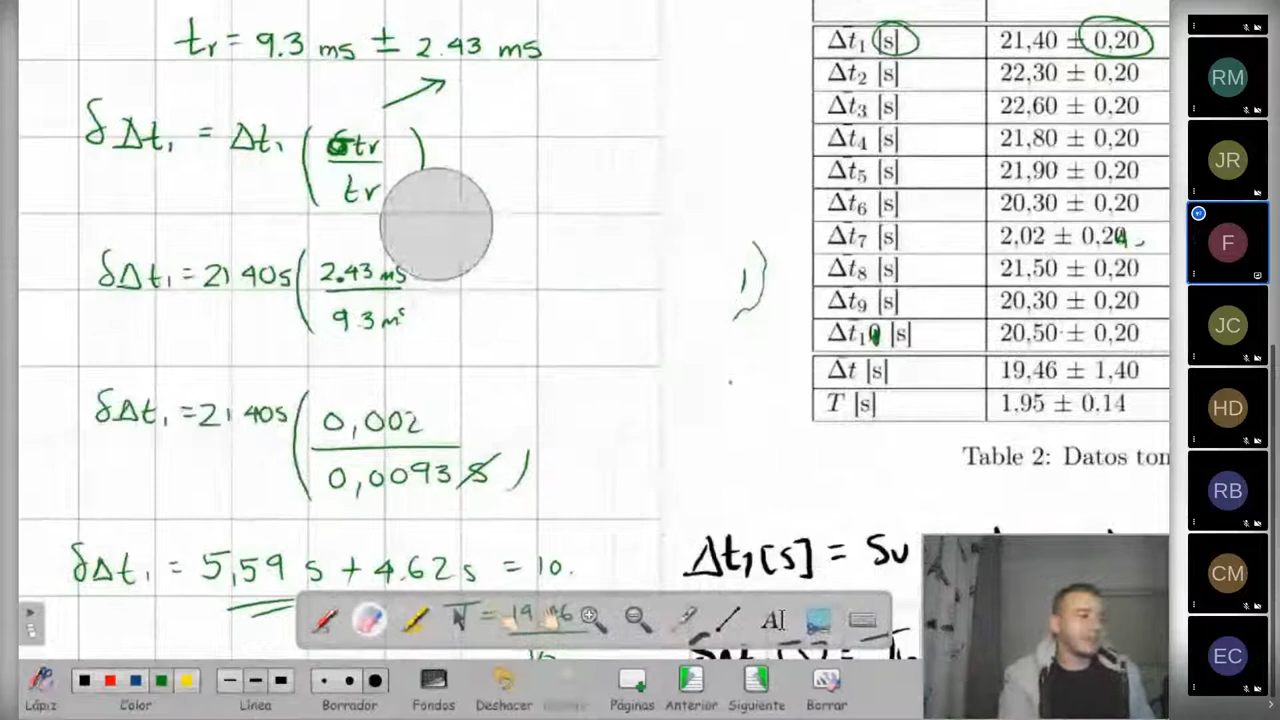 tr = 9.3 ms ± 2.43 ms
δΔt₁ = Δt₁ ( σtr / tr )
δΔt₁ = 21.40s ( 2.43 ms / 9.3 m
δΔt₁ = 21.40s ( 0,002 / 0,0093 s )
δΔt₁ = 5,59 s + 4.62 s = 10.
Δt₁ |s| 21,40 ± 0,20
Δt₂ |s| 22,30 ± 0,20
Δt₃ |s| 22,60 ± 0,20
Δt₄ |s| 21,80 ± 0,20
Δt₅ |s| 21,90 ± 0,20
Δt₆ |s| 20,30 ± 0,20
Δt₇ |s| 2,02 ± 0,20
Δt₈ |s| 21,50 ± 0,20
Δt₉ |s| 20,30 ± 0,20
Δt₁0 |s| 20,50 ± 0,20
Δt |s| 19,46 ± 1,40
T |s| 1,95 ± 0.14
Table 2: Datos ton
Δt₁[s] = Su
AI
Lápiz
Color
Línea
Borrador
Fondos
Deshacer
Páginas
Anterior
Siguiente
Borrar
RM
JR
F
JC
HD
RB
CM
EC